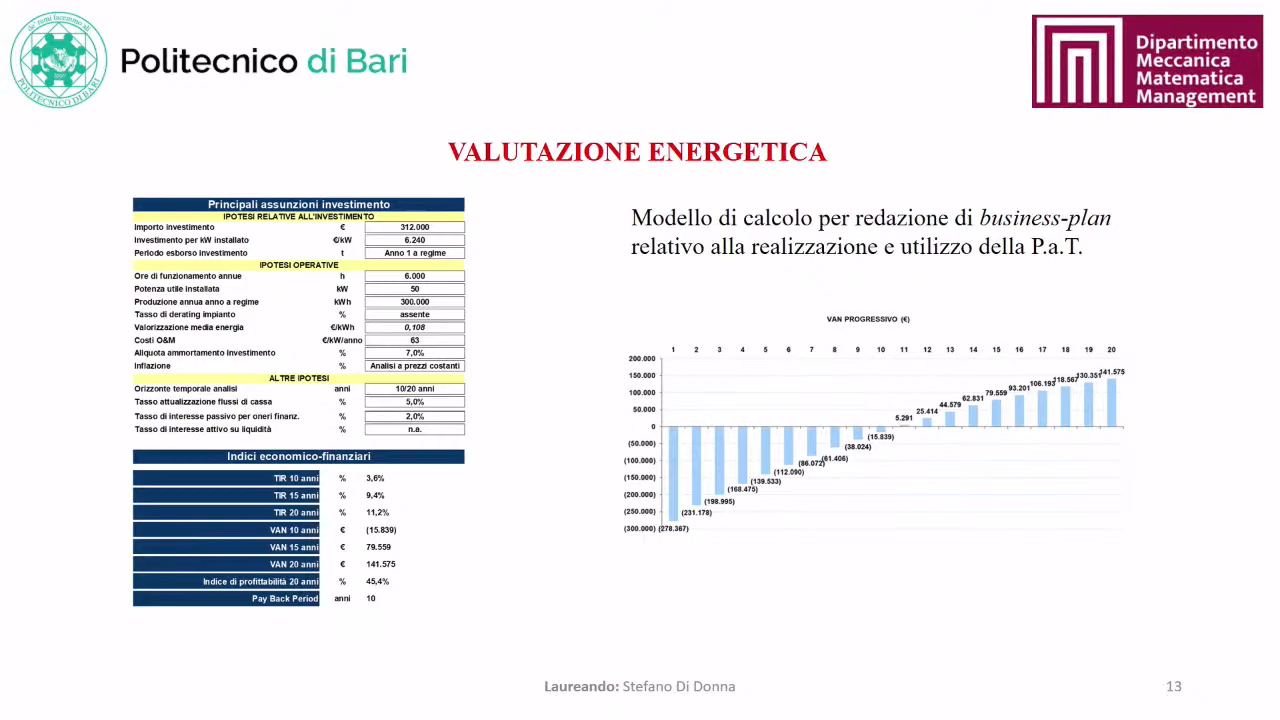 de' remi facemmo ali
POLITECNICO DI BARI
Politecnico di Bari
Dipartimento
Meccanica
Matematica
Management
VALUTAZIONE ENERGETICA
Principali assunzioni investimento
IPOTESI RELATIVE ALL'INVESTIMENTO
Importo investimento € 312.000
Investimento per kW installato €/kW 6.240
Periodo esborso investimento t Anno 1 a regime
IPOTESI OPERATIVE
Ore di funzionamento annue h 6.000
Potenza utile installata kW 50
Produzione annua anno a regime kWh 300.000
Tasso di derating impianto % assente
Valorizzazione media energia €/kWh 0,108
Costi O&M €/kW/anno 63
Aliquota ammortamento investimento % 7,0%
Inflazione % Analisi a prezzi costanti
ALTRE IPOTESI
Orizzonte temporale analisi anni 10/20 anni
Tasso attualizzazione flussi di cassa % 5,0%
Tasso di interesse passivo per oneri finanz. % 2,0%
Tasso di interesse attivo su liquidità % n.a.
Indici economico-finanziari
TIR 10 anni % 3,6%
TIR 15 anni % 9,4%
TIR 20 anni % 11,2%
VAN 10 anni € (15.839)
VAN 15 anni € 79.559
VAN 20 anni € 141.575
Indice di profittabilità 20 anni % 45,4%
Pay Back Period anni 10
Modello di calcolo per redazione di business-plan
relativo alla realizzazione e utilizzo della P.a.T.
VAN PROGRESSIVO (€)
1 2 3 4 5 6 7 8 9 10 11 12 13 14 15 16 17 18 19 20
200.000
150.000
100.000
50.000
0
(50.000)
(100.000)
(150.000)
(200.000)
(250.000)
(300.000)
(278.367)
(231.178)
(198.995)
(168.475)
(139.533)
(112.090)
(86.072)
(61.406)
(38.024)
(15.839)
5.291
25.414
44.579
62.831
79.559
93.201
106.193
118.567
130.351
141.575
Laureando: Stefano Di Donna
13